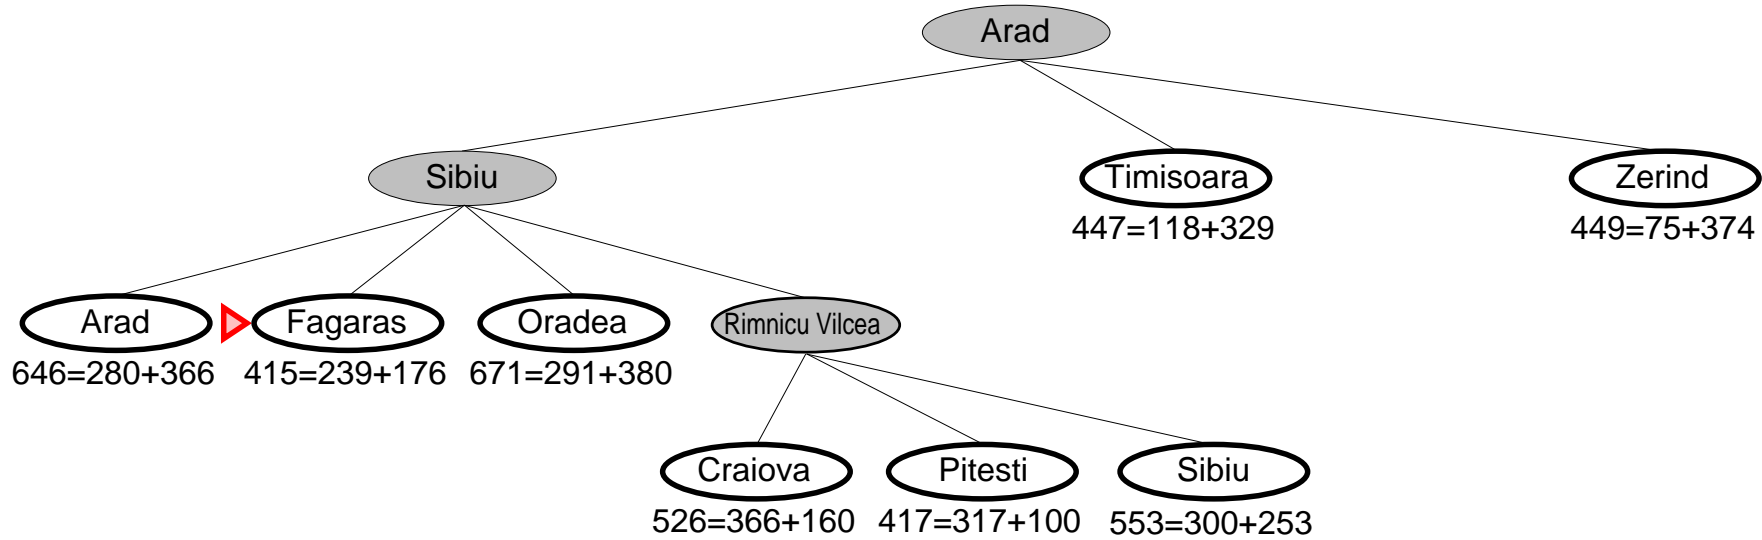 Arad
Sibiu
Timisoara
Zerind
447=118+329
449=75+374
Arad
Fagaras
Oradea
Rimnicu Vilcea
646=280+366
415=239+176
671=291+380
Craiova
Pitesti
Sibiu
526=366+160
417=317+100
553=300+253